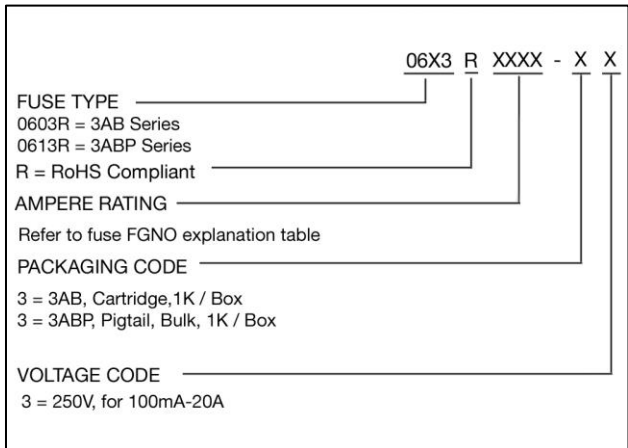 06X3 R XXXX - X X
FUSE TYPE
0603R = 3AB Series
0613R = 3ABP Series
R = RoHS Compliant
AMPERE RATING
Refer to fuse FGNO explanation table
PACKAGING CODE
3 = 3AB, Cartridge,1K / Box
3 = 3ABP, Pigtail, Bulk, 1K / Box
VOLTAGE CODE
3 = 250V, for 100mA-20A